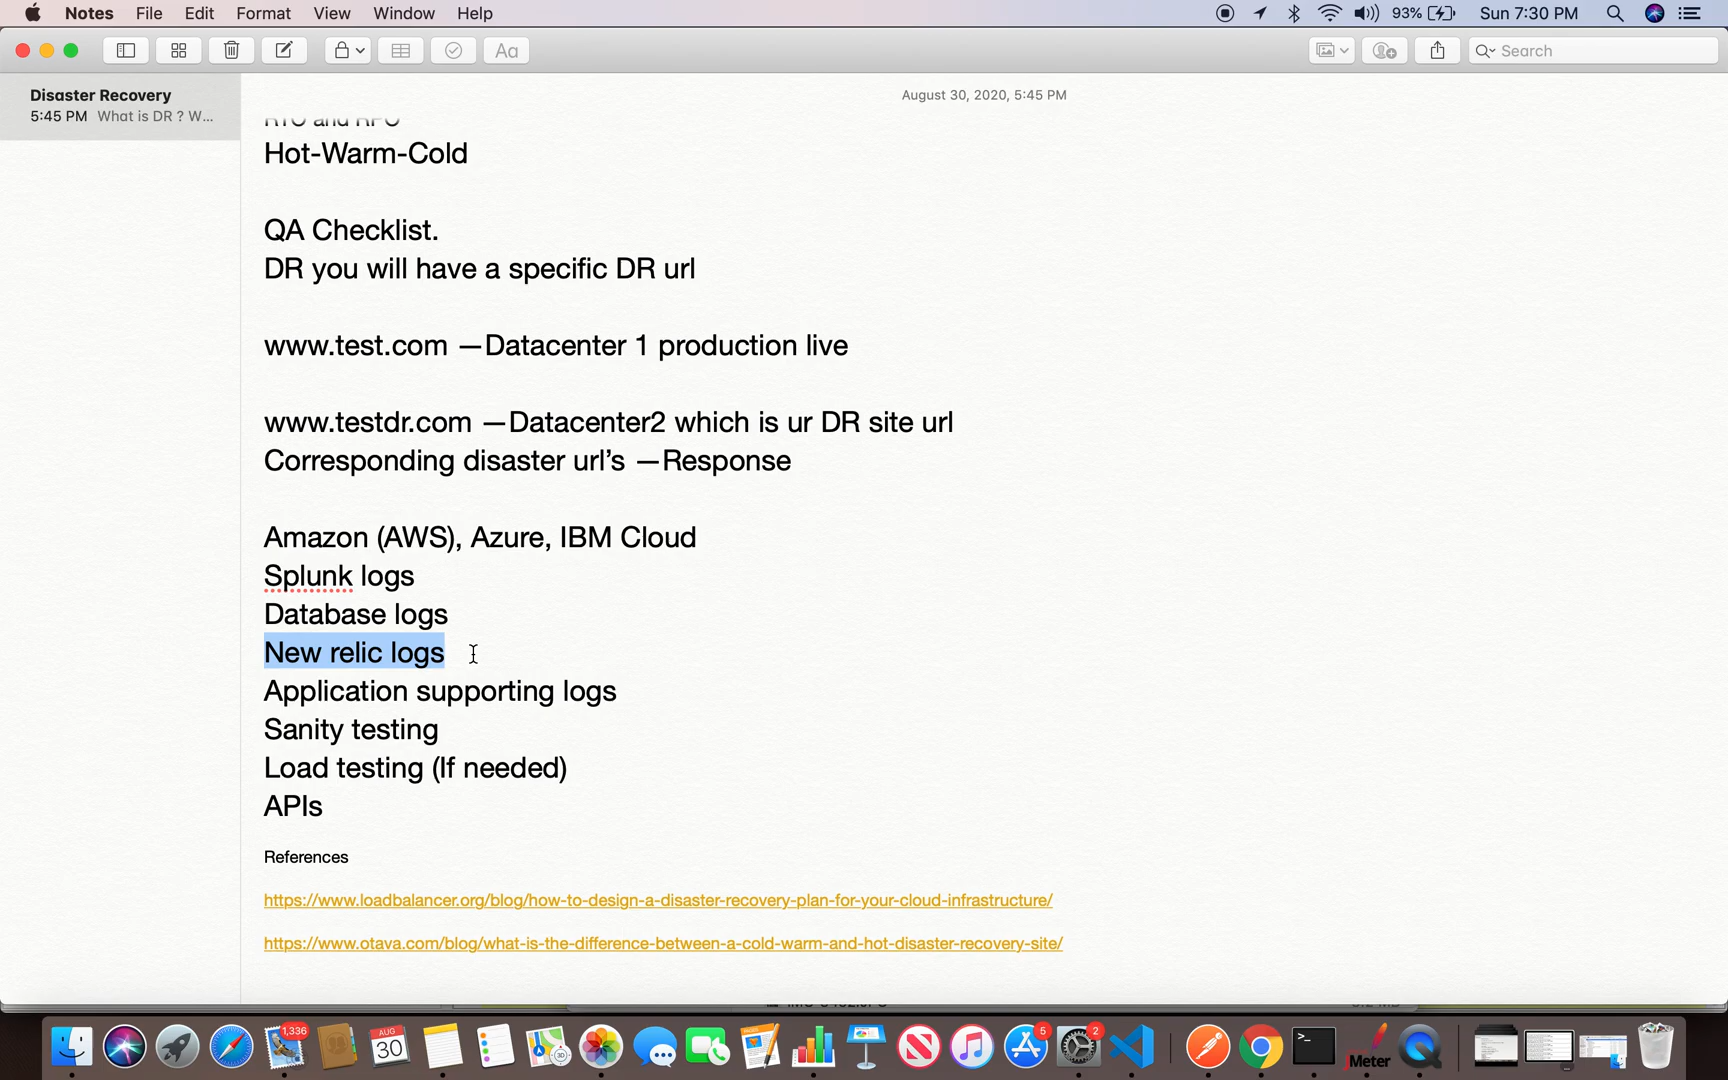 Notes File Edit Format View Window Help 93% Sun 7:30 PM
Aa Search
Disaster Recovery
5:45 PM What is DR ? W...
August 30, 2020, 5:45 PM
RTO and RPO
Hot-Warm-Cold
QA Checklist.
DR you will have a specific DR url
www.test.com —Datacenter 1 production live
www.testdr.com —Datacenter2 which is ur DR site url
Corresponding disaster url’s —Response
Amazon (AWS), Azure, IBM Cloud
Splunk logs
Database logs
New relic logs
Application supporting logs
Sanity testing
Load testing (If needed)
APIs
References
https://www.loadbalancer.org/blog/how-to-design-a-disaster-recovery-plan-for-your-cloud-infrastructure/
https://www.otava.com/blog/what-is-the-difference-between-a-cold-warm-and-hot-disaster-recovery-site/
1,336
AUG
30
3D
5
2
>_
JMeter